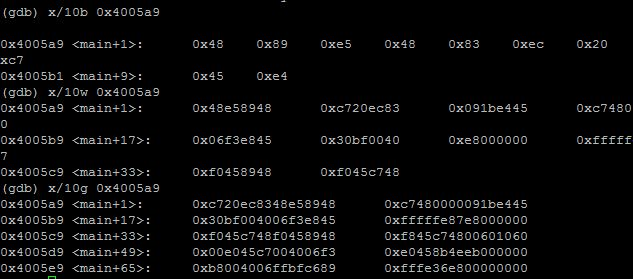 (gdb) x/10b 0x4005a9
0x4005a9 <main+1>: 0x48 0x89 0xe5 0x48 0x83 0xec 0x20
xc7
0x4005b1 <main+9>: 0x45 0xe4
(gdb) x/10w 0x4005a9
0x4005a9 <main+1>: 0x48e58948 0xc720ec83 0x091be445 0xc7480
0
0x4005b9 <main+17>: 0x06f3e845 0x30bf0040 0xe8000000 0xfffff
7
0x4005c9 <main+33>: 0xf0458948 0xf045c748
(gdb) x/10g 0x4005a9
0x4005a9 <main+1>: 0xc720ec8348e58948 0xc7480000091be445
0x4005b9 <main+17>: 0x30bf004006f3e845 0xfffffe87e8000000
0x4005c9 <main+33>: 0xf045c748f0458948 0xf845c74800601060
0x4005d9 <main+49>: 0x00e045c7004006f3 0xe0458b4eeb000000
0x4005e9 <main+65>: 0xb8004006ffbfc689 0xfffe36e800000000